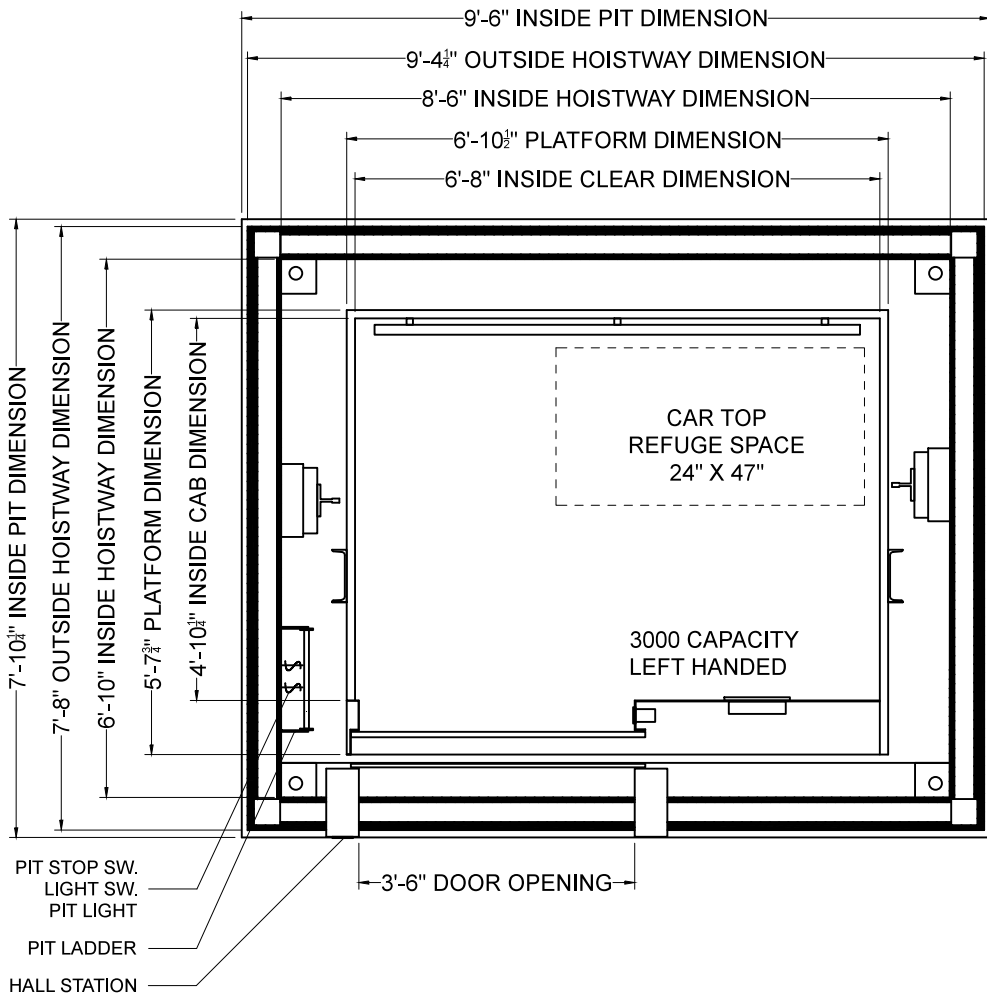 9'-6" INSIDE PIT DIMENSION
9'-4¼" OUTSIDE HOISTWAY DIMENSION
8'-6" INSIDE HOISTWAY DIMENSION
6'-10½" PLATFORM DIMENSION
6'-8" INSIDE CLEAR DIMENSION
7'-10¼" INSIDE PIT DIMENSION
7'-8" OUTSIDE HOISTWAY DIMENSION
6'-10" INSIDE HOISTWAY DIMENSION
5'-7¾" PLATFORM DIMENSION
4'-10¼" INSIDE CAB DIMENSION
CAR TOP
REFUGE SPACE
24" X 47"
3000 CAPACITY
LEFT HANDED
3'-6" DOOR OPENING
PIT STOP SW.
LIGHT SW.
PIT LIGHT
PIT LADDER
HALL STATION